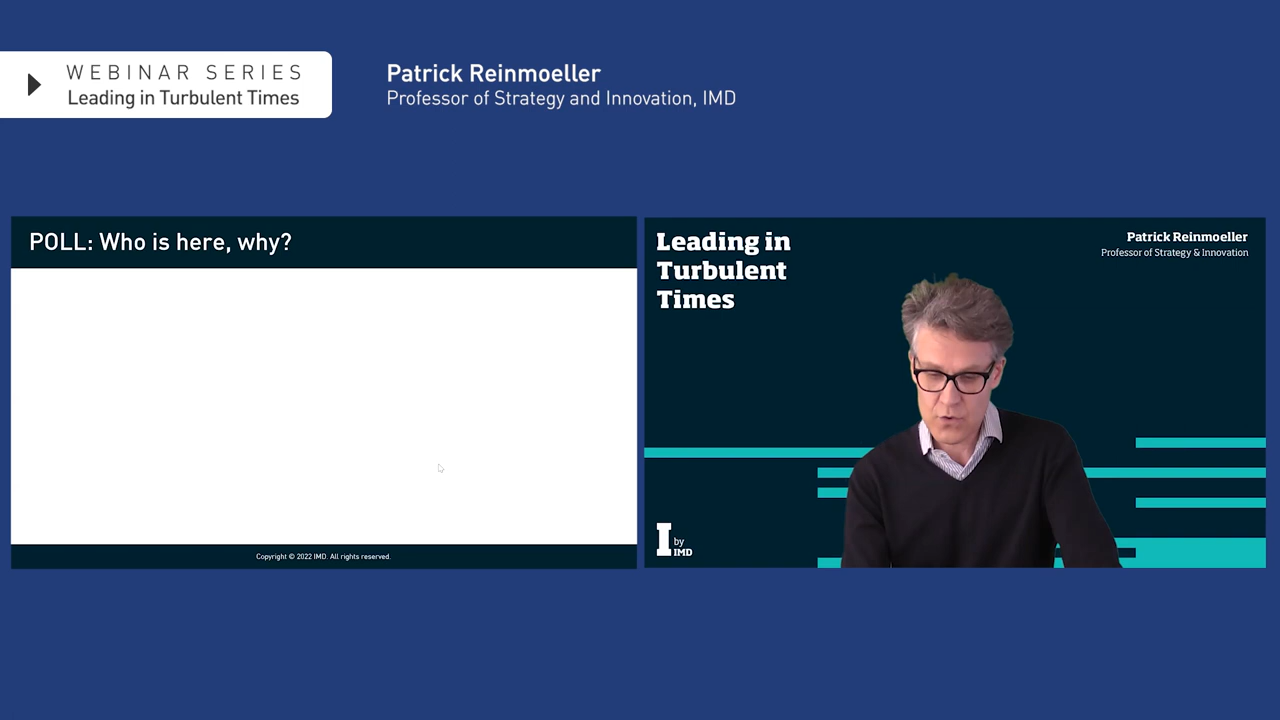 WEBINAR SERIES
Leading in Turbulent Times
Patrick Reinmoeller
Professor of Strategy and Innovation, IMD
POLL: Who is here, why?
Copyright © 2022 IMD. All rights reserved.
Leading in
Turbulent
Times
Patrick Reinmoeller
Professor of Strategy & Innovation
I by
IMD